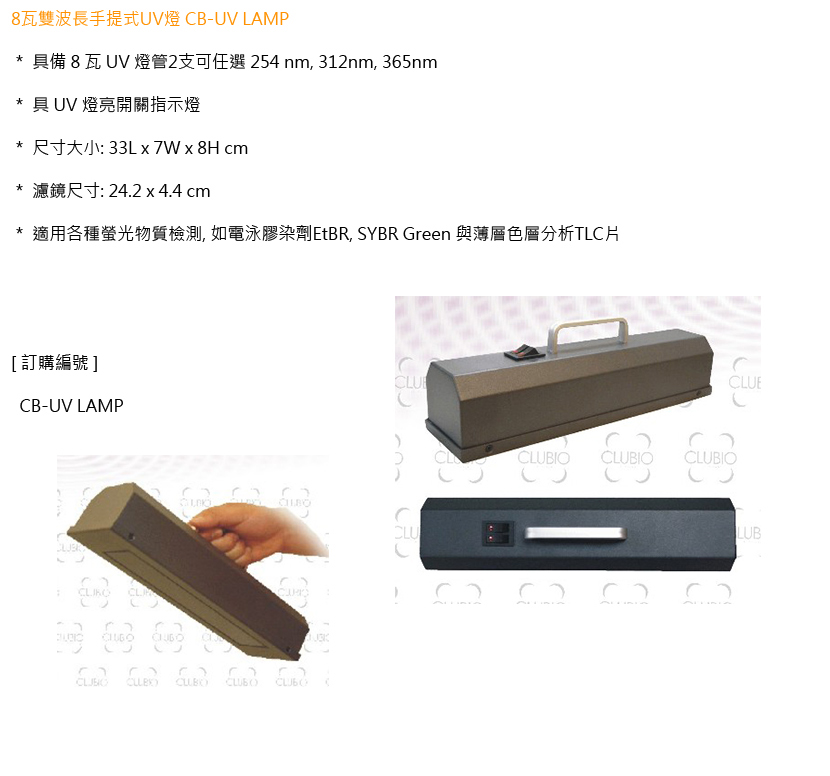 8瓦雙波長手提式UV燈 CB-UV LAMP
* 具備 8 瓦 UV 燈管2支可任選 254 nm, 312nm, 365nm
* 具 UV 燈亮開關指示燈
* 尺寸大小: 33L x 7W x 8H cm
* 濾鏡尺寸: 24.2 x 4.4 cm
* 適用各種螢光物質檢測, 如電泳膠染劑EtBR, SYBR Green 與薄層色層分析TLC片
[ 訂購編號 ]
CB-UV LAMP
CLUBIO CLUBIO CLUBIO